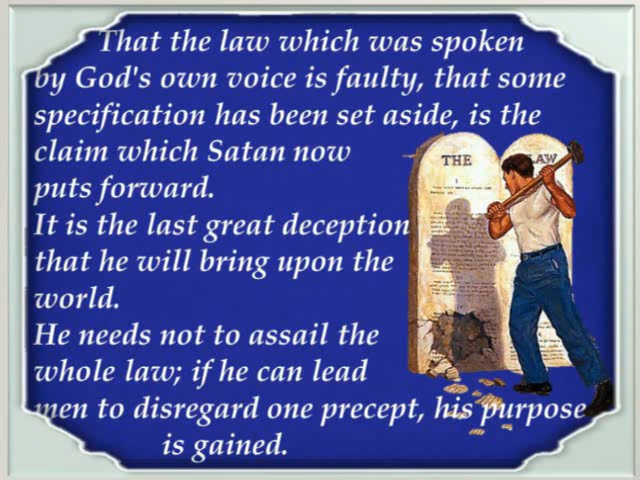 That the law which was spoken
by God's own voice is faulty, that some
specification has been set aside, is the
claim which Satan now
puts forward.
It is the last great deception
that he will bring upon the
world.
He needs not to assail the
whole law; if he can lead
men to disregard one precept, his purpose
is gained.
THE LAW
I